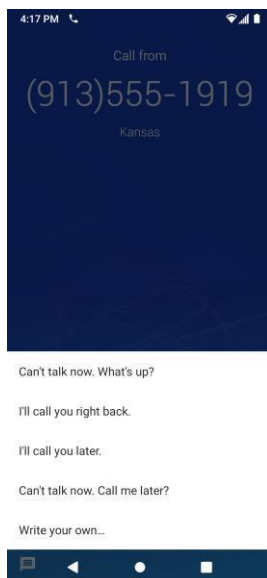 4:17 PM
Call from
(913)555-1919
Kansas
Can't talk now. What's up?
I'll call you right back.
I'll call you later.
Can't talk now. Call me later?
Write your own...